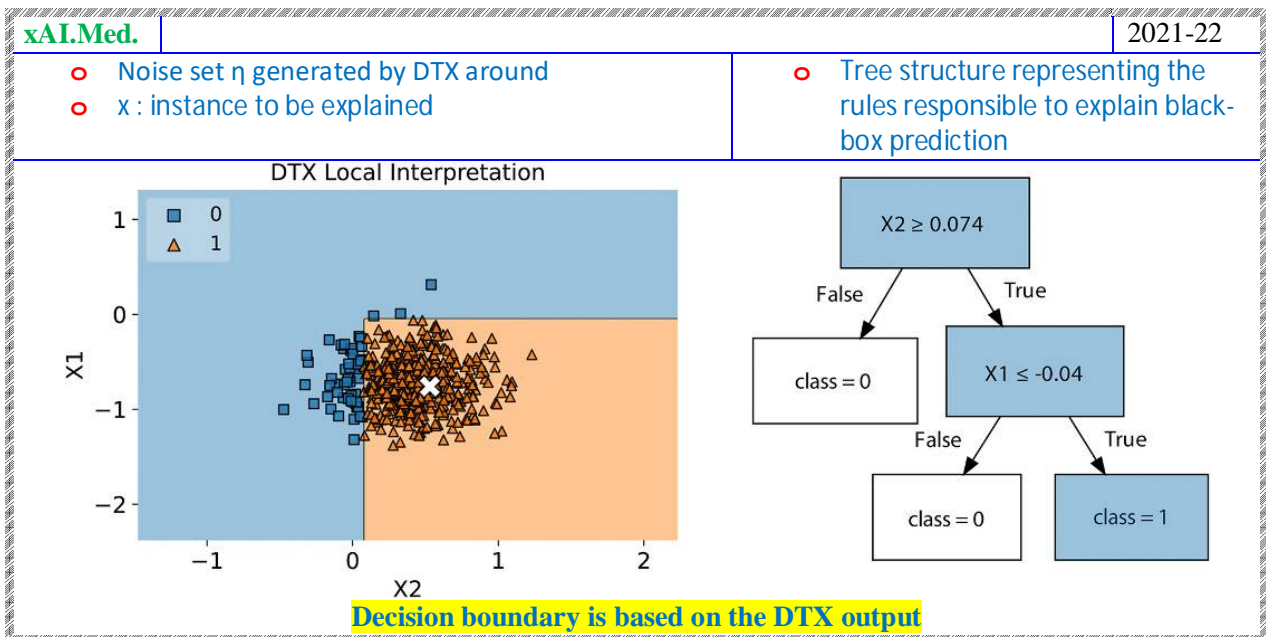 xAI.Med.
2021-22
o Noise set η generated by DTX around
o x : instance to be explained
o Tree structure representing the
rules responsible to explain black-
box prediction
DTX Local Interpretation
0
1
1
0
−1
−2
X1
−1
0
1
2
X2
X2 ≥ 0.074
False
True
class = 0
X1 ≤ -0.04
False
True
class = 0
class = 1
Decision boundary is based on the DTX output